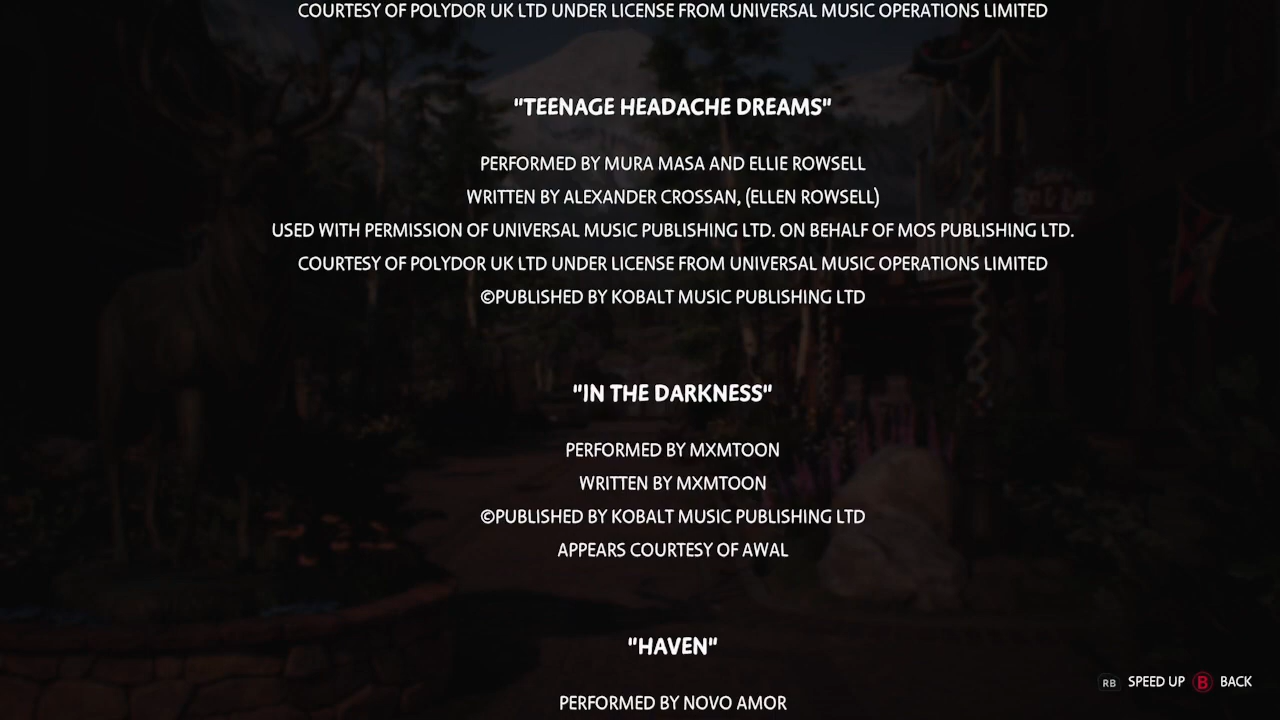 COURTESY OF POLYDOR UK LTD UNDER LICENSE FROM UNIVERSAL MUSIC OPERATIONS LIMITED
"TEENAGE HEADACHE DREAMS"
PERFORMED BY MURA MASA AND ELLIE ROWSELL
WRITTEN BY ALEXANDER CROSSAN, (ELLEN ROWSELL)
USED WITH PERMISSION OF UNIVERSAL MUSIC PUBLISHING LTD. ON BEHALF OF MOS PUBLISHING LTD.
COURTESY OF POLYDOR UK LTD UNDER LICENSE FROM UNIVERSAL MUSIC OPERATIONS LIMITED
©PUBLISHED BY KOBALT MUSIC PUBLISHING LTD
"IN THE DARKNESS"
PERFORMED BY MXMTOON
WRITTEN BY MXMTOON
©PUBLISHED BY KOBALT MUSIC PUBLISHING LTD
APPEARS COURTESY OF AWAL
"HAVEN"
PERFORMED BY NOVO AMOR
RB SPEED UP B BACK